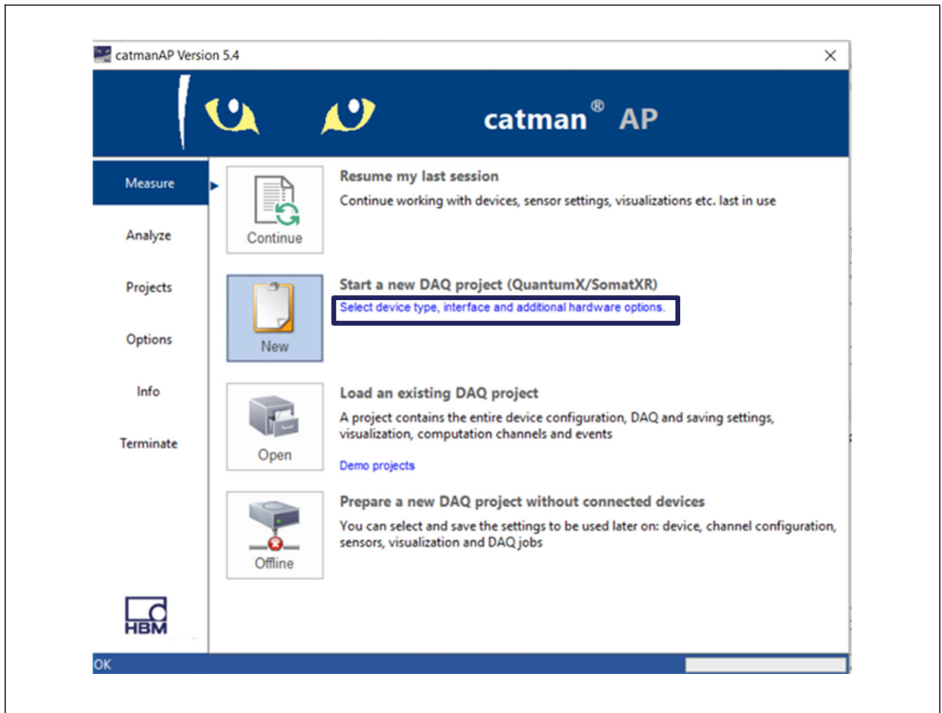 catmanAP Version 5.4
catman® AP
Measure
Analyze
Projects
Options
Info
Terminate
Continue
Resume my last session
Continue working with devices, sensor settings, visualizations etc. last in use
New
Start a new DAQ project (QuantumX/SomatXR)
Select device type, interface and additional hardware options.
Open
Load an existing DAQ project
A project contains the entire device configuration, DAQ and saving settings,
visualization, computation channels and events
Demo projects
Offline
Prepare a new DAQ project without connected devices
You can select and save the settings to be used later on: device, channel configuration,
sensors, visualization and DAQ jobs
HBM
OK